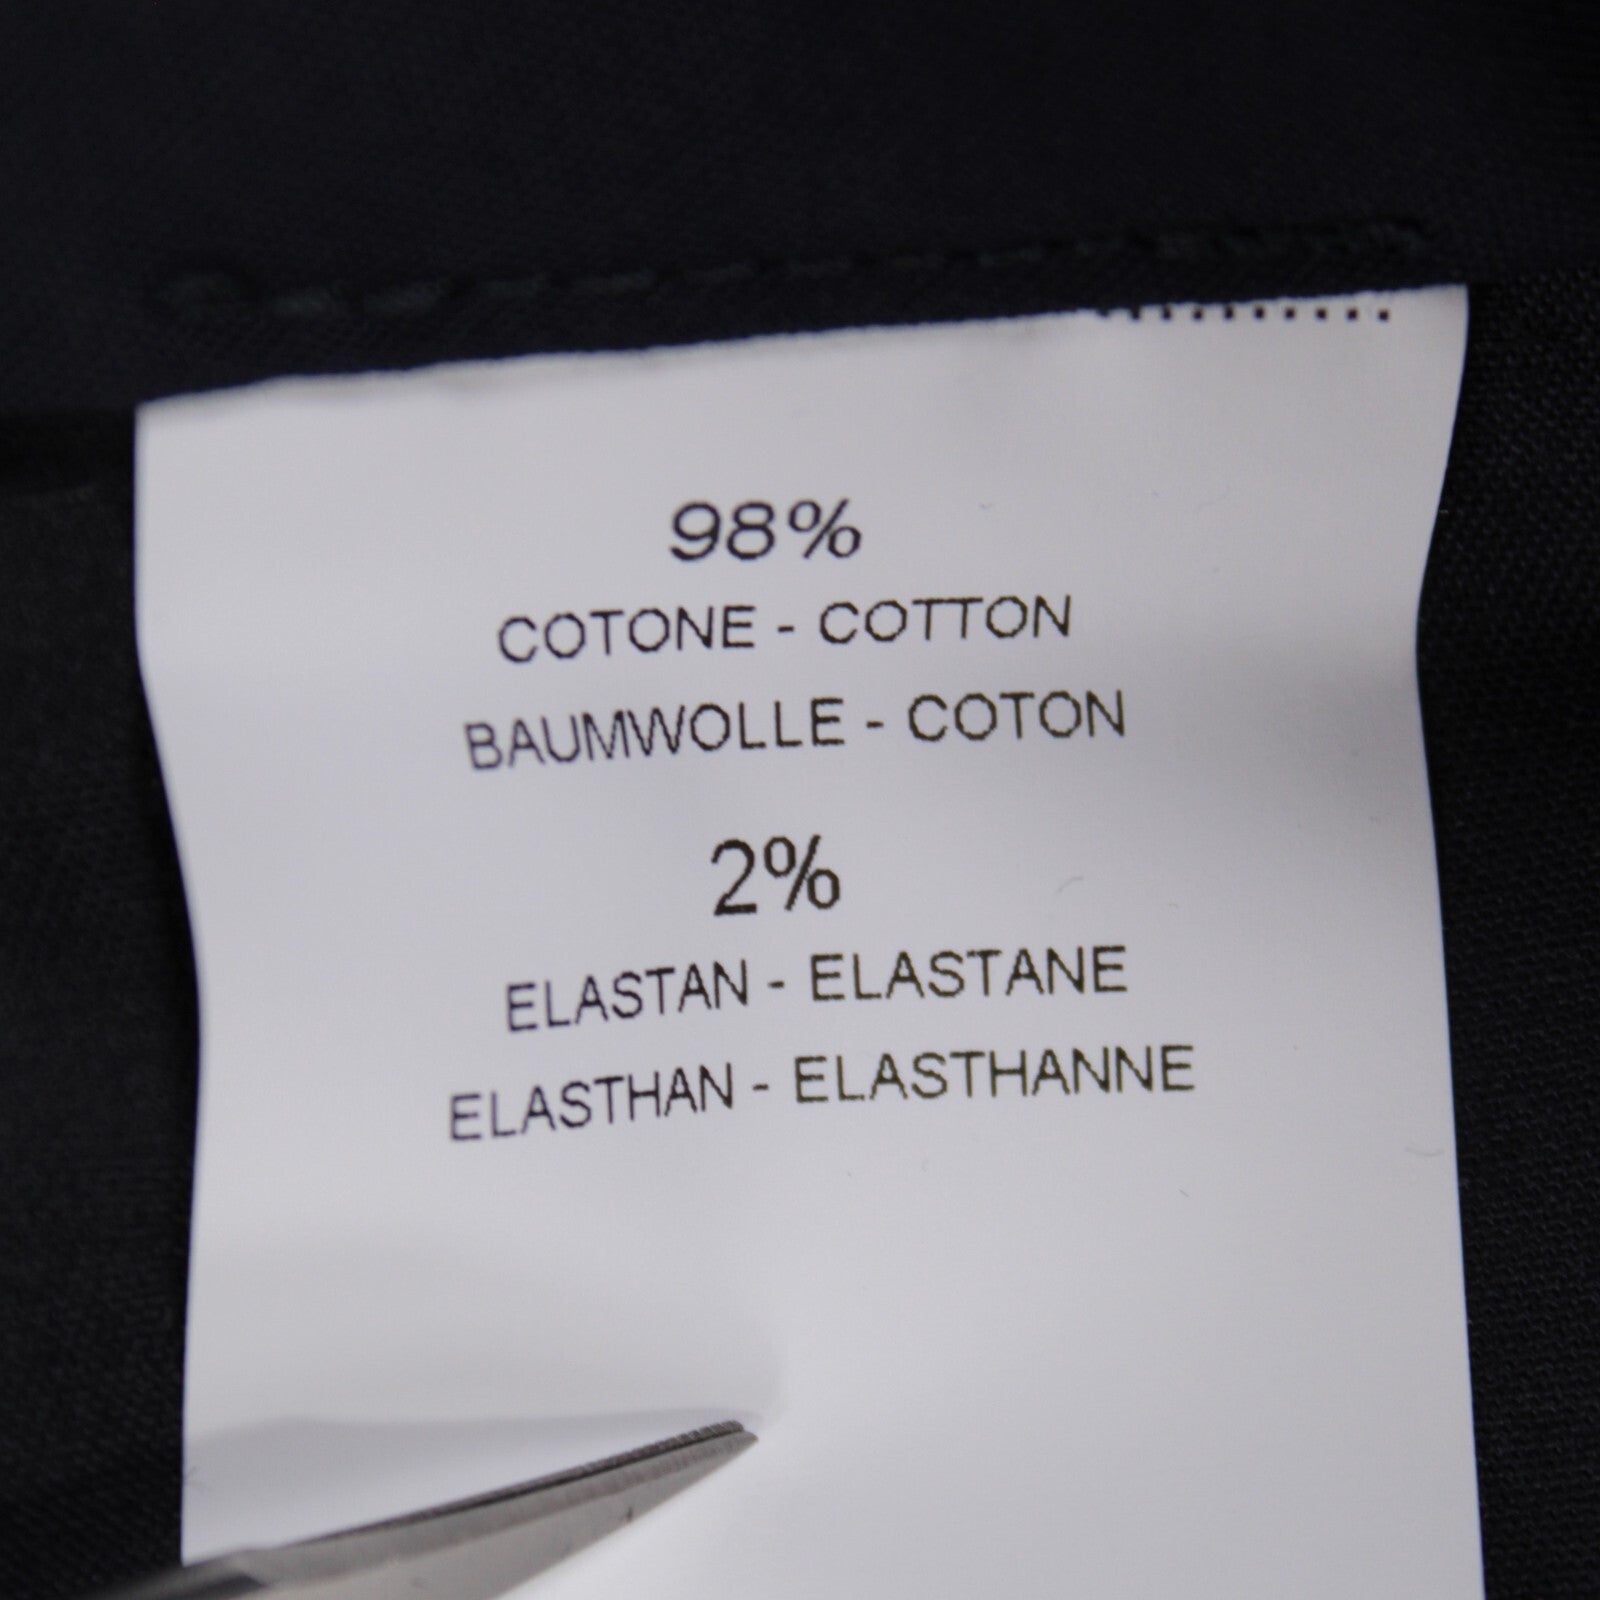 98%
COTONE - COTTON
BAUMWOLLE - COTON
2%
ELASTAN - ELASTANE
ELASTHAN - ELASTHANNE